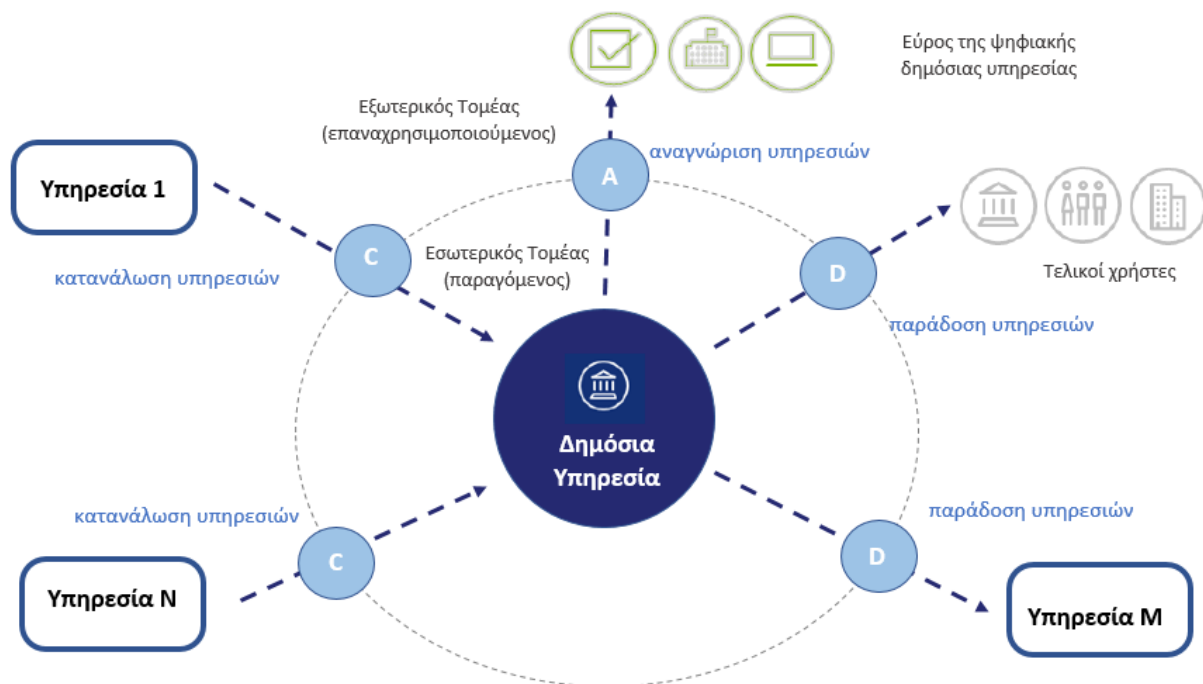 Εύρος της ψηφιακής
δημόσιας υπηρεσίας
Εξωτερικός Τομέας
(επαναχρησιμοποιούμενος)
A
αναγνώριση υπηρεσιών
Υπηρεσία 1
C
κατανάλωση υπηρεσιών
Εσωτερικός Τομέας
(παραγόμενος)
D
Τελικοί χρήστες
παράδοση υπηρεσιών
Δημόσια
Υπηρεσία
κατανάλωση υπηρεσιών
C
Υπηρεσία Ν
παράδοση υπηρεσιών
D
Υπηρεσία Μ